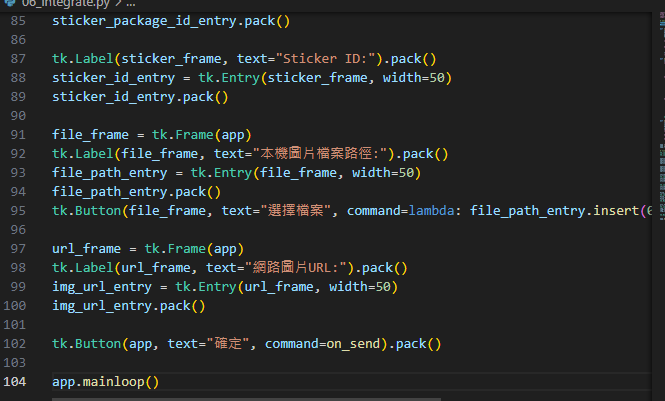 06_integrate.py > ...
85 sticker_package_id_entry.pack()
86
87 tk.Label(sticker_frame, text="Sticker ID:").pack()
88 sticker_id_entry = tk.Entry(sticker_frame, width=50)
89 sticker_id_entry.pack()
90
91 file_frame = tk.Frame(app)
92 tk.Label(file_frame, text="本機圖片檔案路徑:").pack()
93 file_path_entry = tk.Entry(file_frame, width=50)
94 file_path_entry.pack()
95 tk.Button(file_frame, text="選擇檔案", command=lambda: file_path_entry.insert(0
96
97 url_frame = tk.Frame(app)
98 tk.Label(url_frame, text="網路圖片URL:").pack()
99 img_url_entry = tk.Entry(url_frame, width=50)
100 img_url_entry.pack()
101
102 tk.Button(app, text="確定", command=on_send).pack()
103
104 app.mainloop()